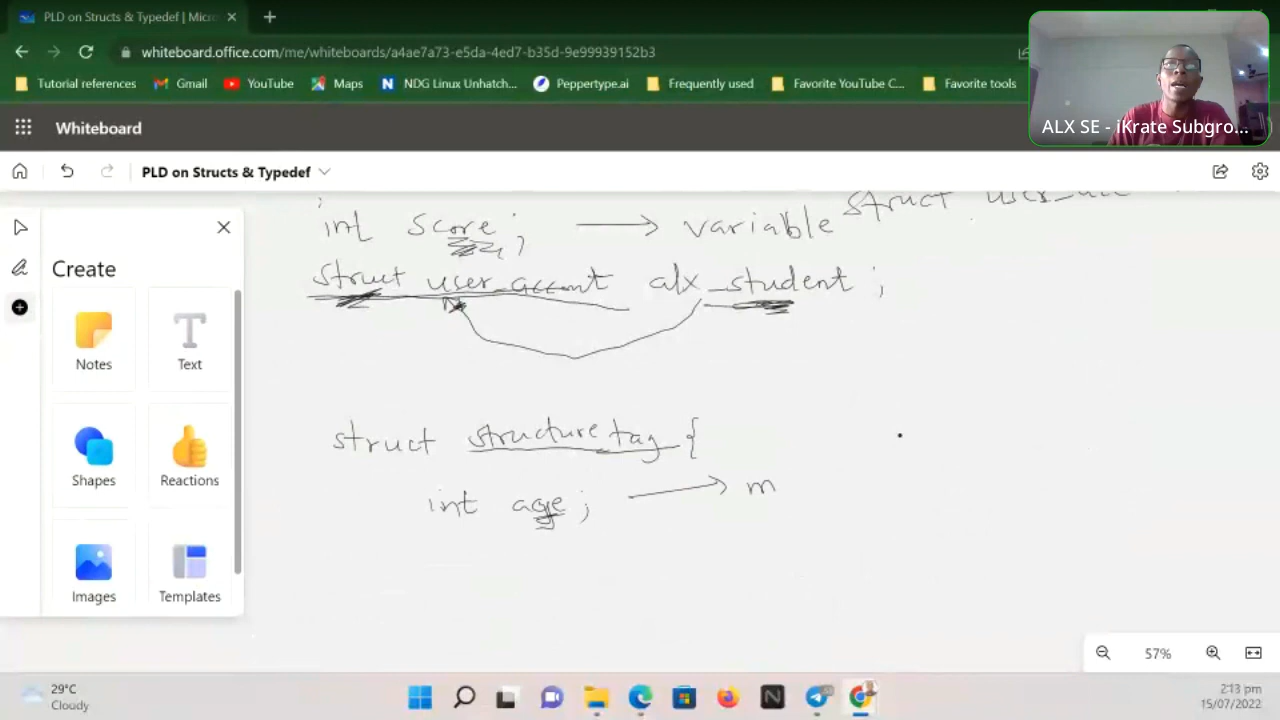 PLD on Structs & Typedef | Micr
whiteboard.office.com/me/whiteboards/a4ae7a73-e5da-4ed7-b35d-9e99939152b3
Tutorial references
Gmail
YouTube
Maps
NDG Linux Unhatch...
Peppertype.ai
Frequently used
Favorite YouTube C...
Favorite tools
ALX SE - iKrate Subgro...
Whiteboard
PLD on Structs & Typedef
Create
Notes
Text
Shapes
Reactions
Images
Templates
struct
int score; → variable
struct user_account alx_student;
struct structure tag {
int age; → m
57%
29°C
Cloudy
2:13 pm
15/07/2022